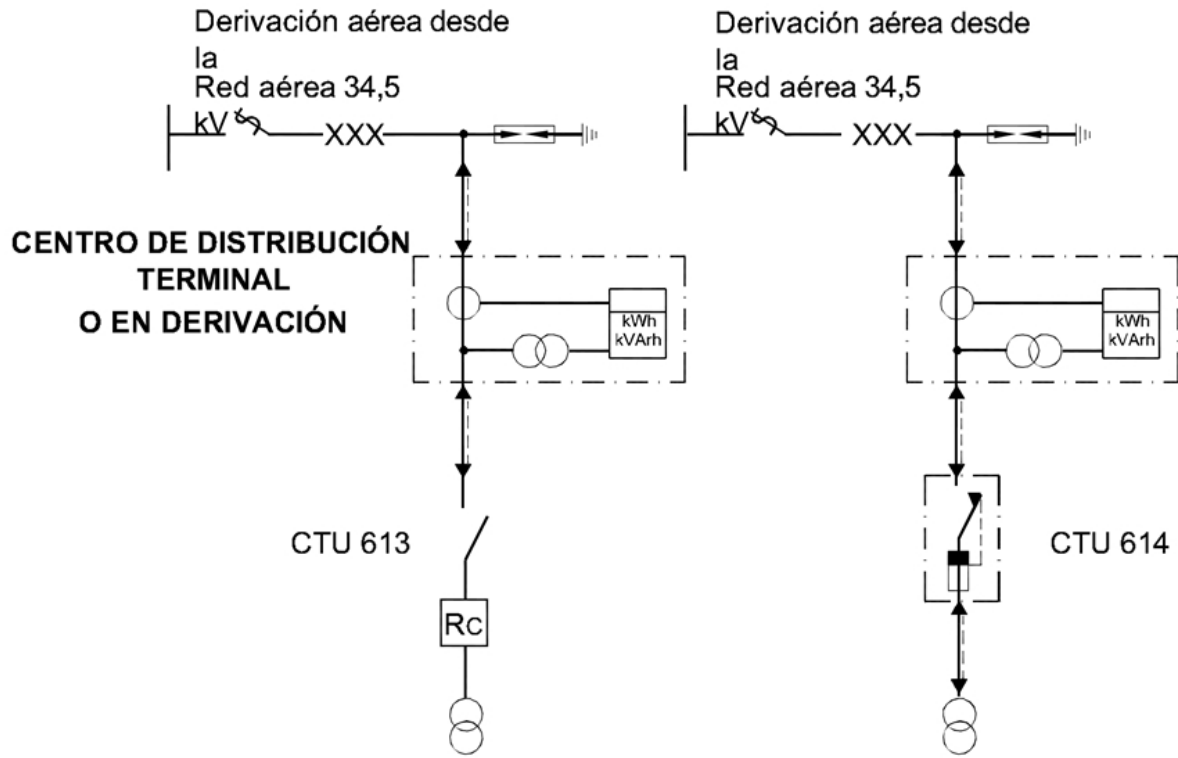 Derivación aérea desde
la
Red aérea 34,5
kV
XXX
Derivación aérea desde
la
Red aérea 34,5
kV
XXX
CENTRO DE DISTRIBUCIÓN
TERMINAL
O EN DERIVACIÓN
kWh
kVArh
kWh
kVArh
CTU 613
CTU 614
Rc